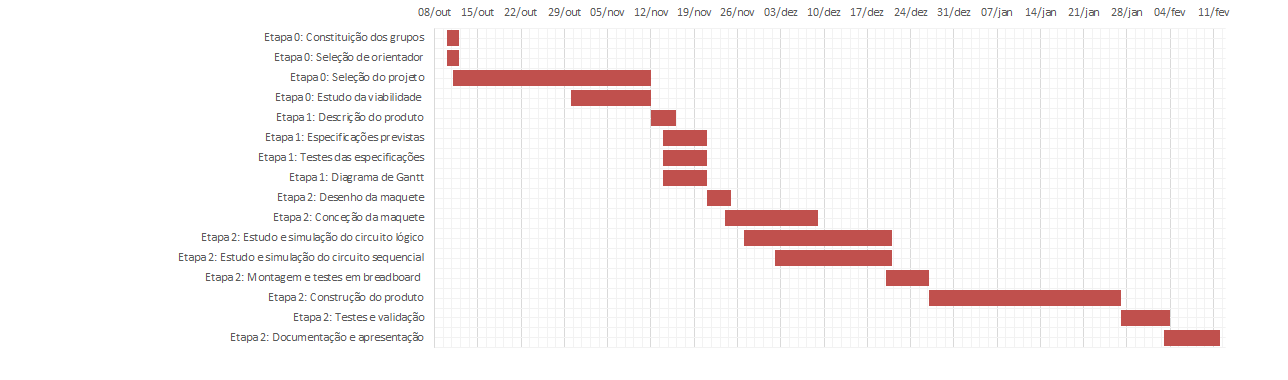 08/out 15/out 22/out 29/out 05/nov 12/nov 19/nov 26/nov 03/dez 10/dez 17/dez 24/dez 31/dez 07/jan 14/jan 21/jan 28/jan 04/fev 11/fev
Etapa 0: Constituição dos grupos
Etapa 0: Seleção de orientador
Etapa 0: Seleção do projeto
Etapa 0: Estudo da viabilidade
Etapa 1: Descrição do produto
Etapa 1: Especificações previstas
Etapa 1: Testes das especificações
Etapa 1: Diagrama de Gantt
Etapa 2: Desenho da maquete
Etapa 2: Conceção da maquete
Etapa 2: Estudo e simulação do circuito lógico
Etapa 2: Estudo e simulação do circuito sequencial
Etapa 2: Montagem e testes em breadboard
Etapa 2: Construção do produto
Etapa 2: Testes e validação
Etapa 2: Documentação e apresentação